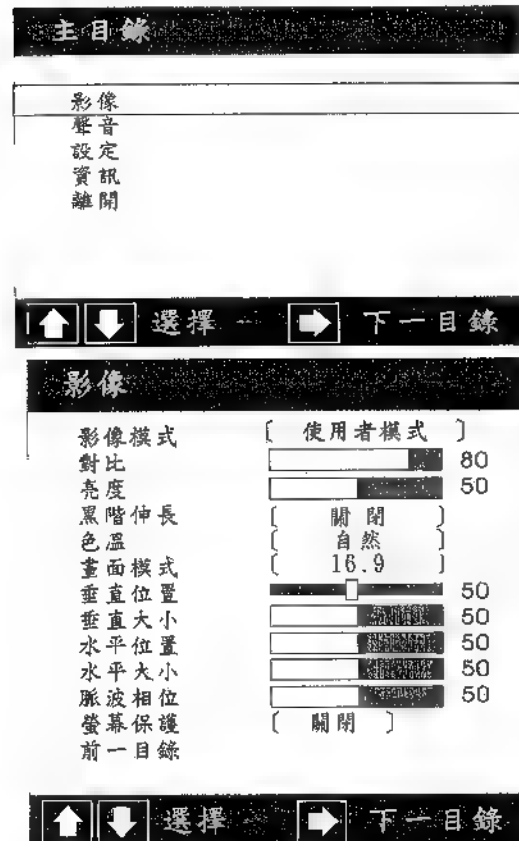 主目錄
影像
聲音
設定
資訊
離開
選擇 下一目錄
影像
影像模式 [ 使用者模式 ]
對比 80
亮度 50
黑階伸長 [ 關閉 ]
色溫 [ 自然 ]
畫面模式 [ 16.9 ]
垂直位置 50
垂直大小 50
水平位置 50
水平大小 50
脈波相位 50
螢幕保護 [ 關閉 ]
前一目錄
選擇 下一目錄